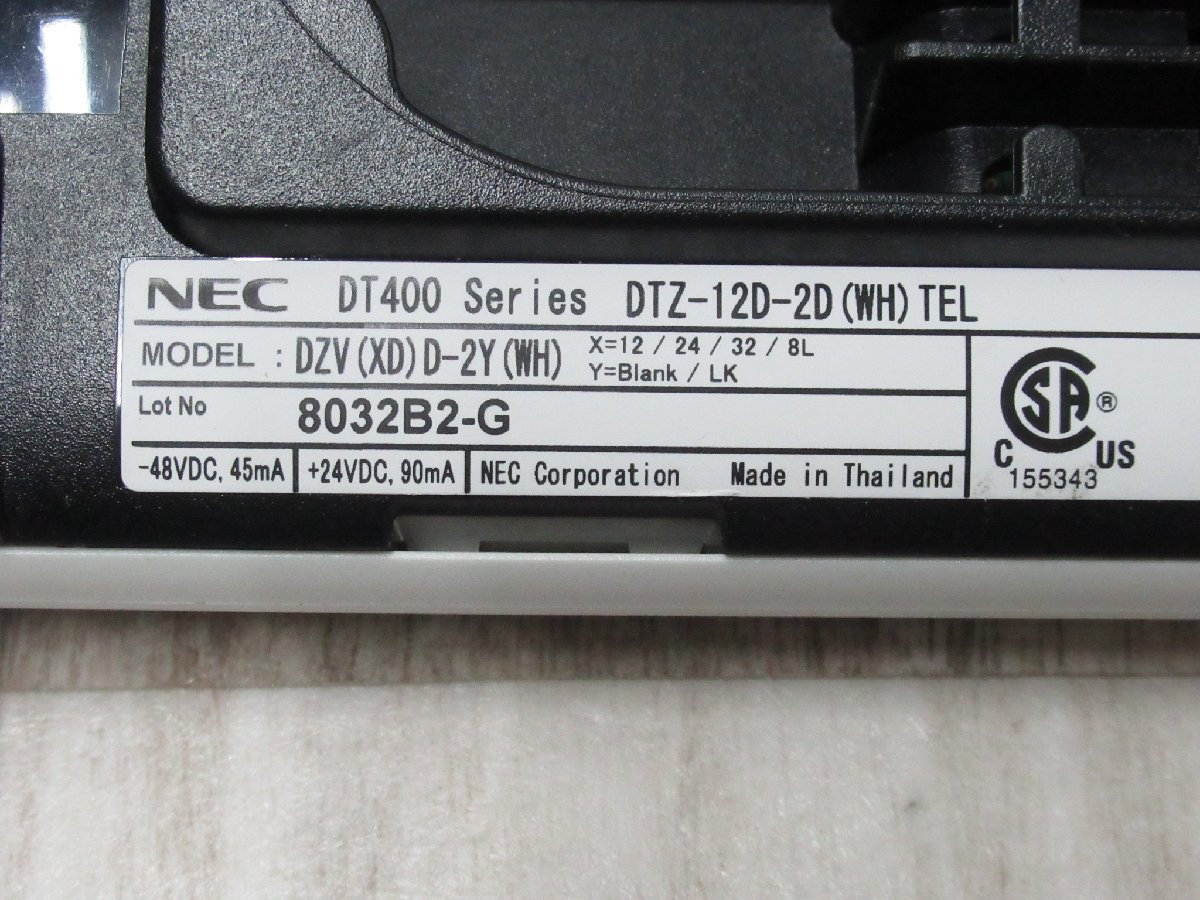 NEC DT400 Series DTZ-12D-2D(WH)TEL
MODEL : DZV(XD)D-2Y(WH) X=12 / 24 / 32 / 8L
Y=Blank / LK
Lot No 8032B2-G
-48VDC, 45mA +24VDC, 90mA NEC Corporation Made in Thailand
CSA ®
C US
155343